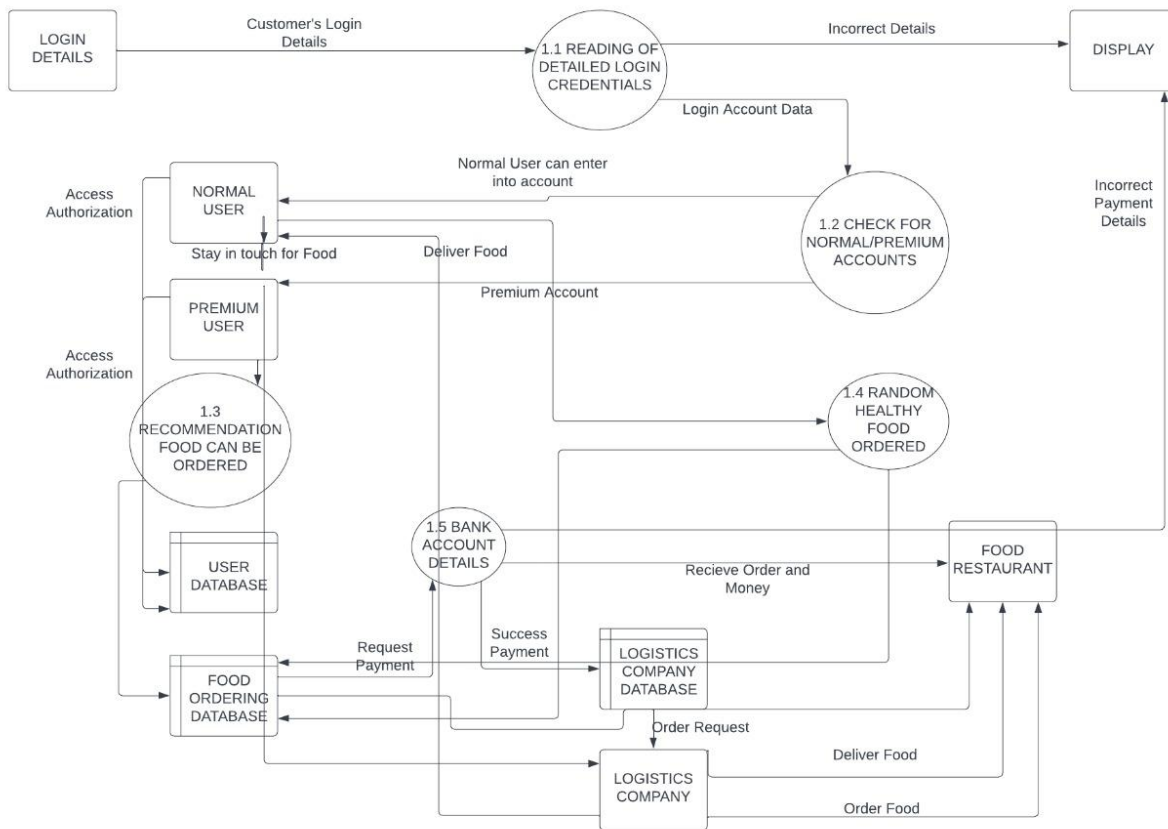 LOGIN
DETAILS
Customer's Login
Details
1.1 READING OF
DETAILED LOGIN
CREDENTIALS
Incorrect Details
DISPLAY
Login Account Data
Normal User can enter
into account
Access
Authorization
NORMAL
USER
Incorrect
Payment
Details
1.2 CHECK FOR
NORMAL/PREMIUM
ACCOUNTS
Stay in touch for Food
Deliver Food
Premium Account
PREMIUM
USER
Access
Authorization
1.3
RECOMMENDATION
FOOD CAN BE
ORDERED
1.4 RANDOM
HEALTHY
FOOD
ORDERED
1.5 BANK
ACCOUNT
DETAILS
FOOD
RESTAURANT
Recieve Order and
Money
USER
DATABASE
Request
Payment
Success
Payment
LOGISTICS
COMPANY
DATABASE
FOOD
ORDERING
DATABASE
Order Request
Deliver Food
LOGISTICS
COMPANY
Order Food